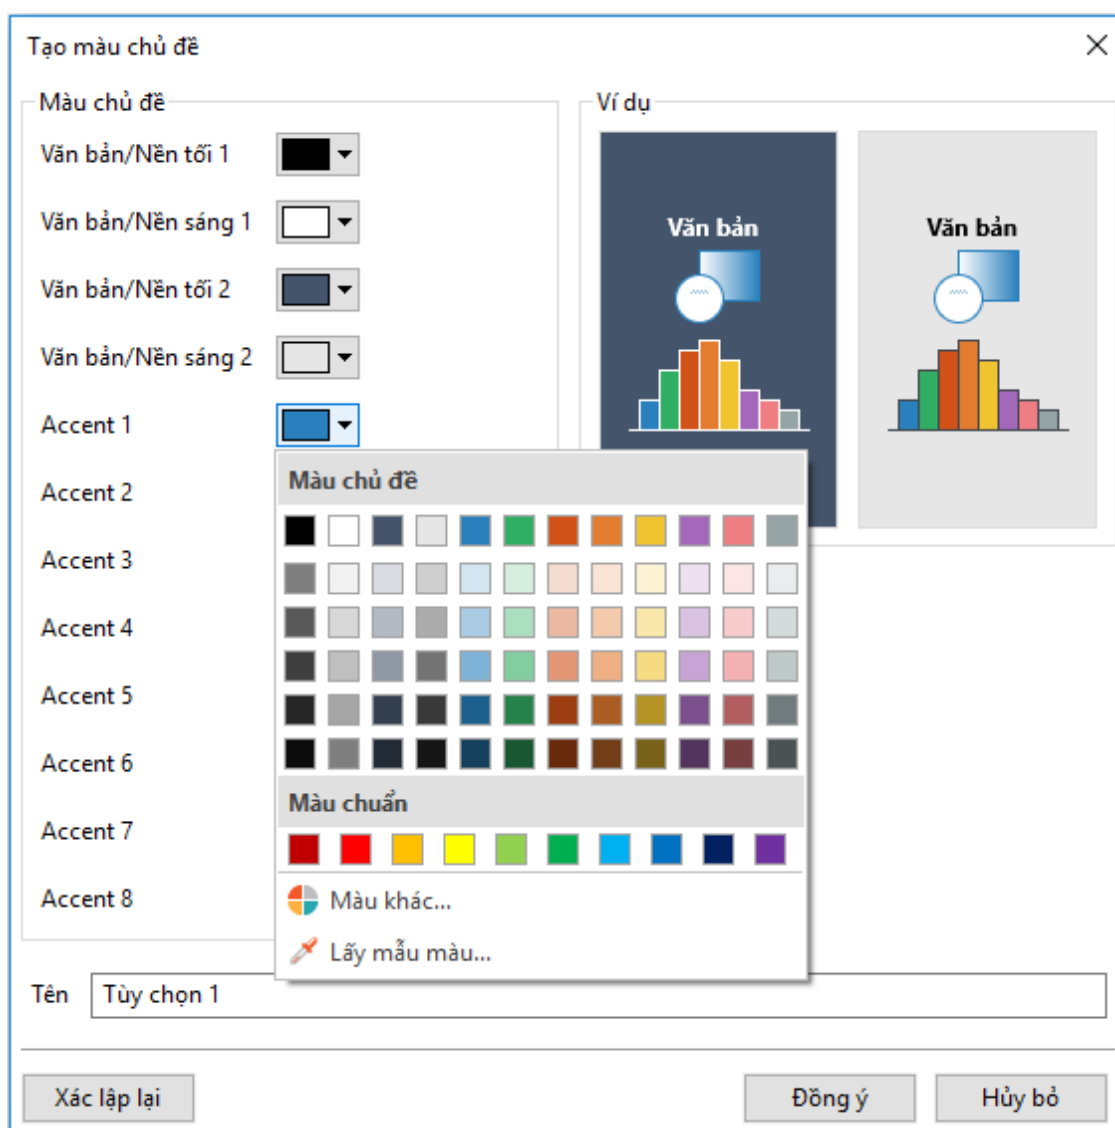 Tạo màu chủ đề
Màu chủ đề
Văn bản/Nền tối 1
Văn bản/Nền sáng 1
Văn bản/Nền tối 2
Văn bản/Nền sáng 2
Accent 1
Accent 2
Accent 3
Accent 4
Accent 5
Accent 6
Accent 7
Accent 8
Ví dụ
Văn bản
Văn bản
Màu chủ đề
Màu chuẩn
Màu khác...
Lấy mẫu màu...
Tên
Tùy chọn 1
Xác lập lại
Đồng ý
Hủy bỏ